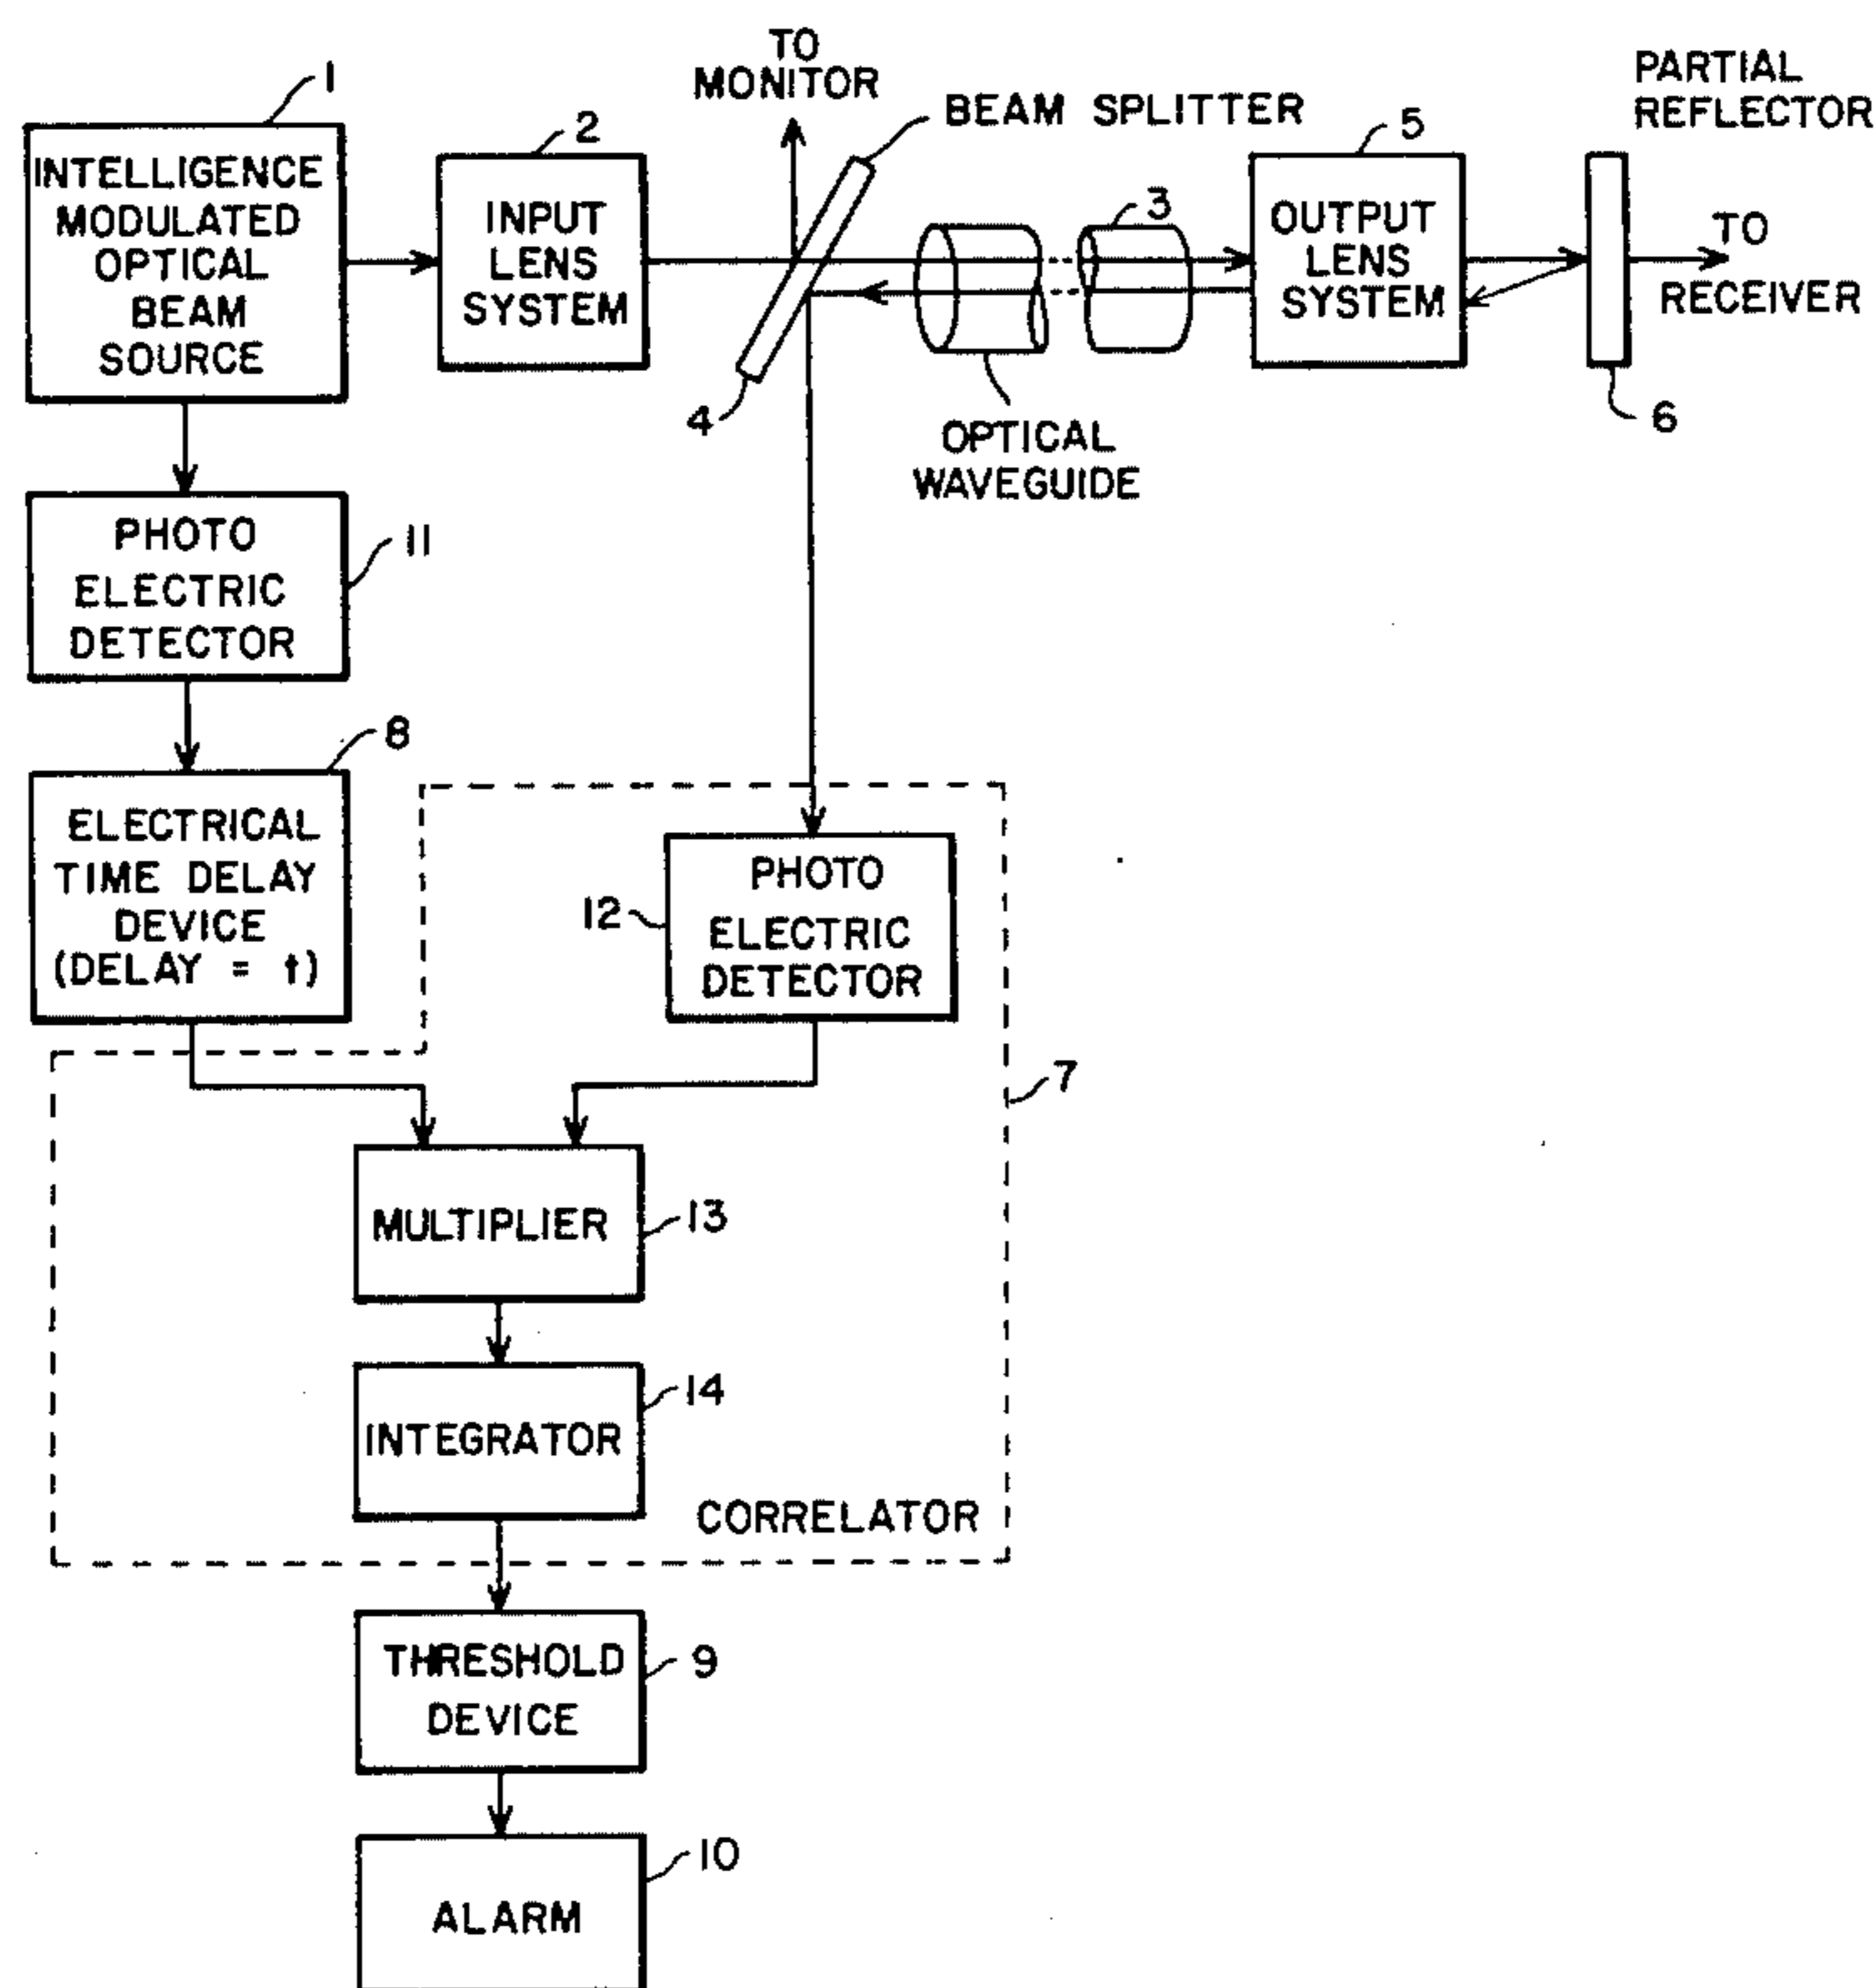 1
INTELLIGENCE
MODULATED
OPTICAL
BEAM
SOURCE
2
INPUT
LENS
SYSTEM
TO
MONITOR
BEAM SPLITTER
4
3
OPTICAL
WAVEGUIDE
5
OUTPUT
LENS
SYSTEM
PARTIAL
REFLECTOR
6
TO
RECEIVER
11
PHOTO
ELECTRIC
DETECTOR
8
ELECTRICAL
TIME DELAY
DEVICE
(DELAY = t)
12
PHOTO
ELECTRIC
DETECTOR
7
MULTIPLIER
13
INTEGRATOR
14
CORRELATOR
THRESHOLD
DEVICE
9
ALARM
10